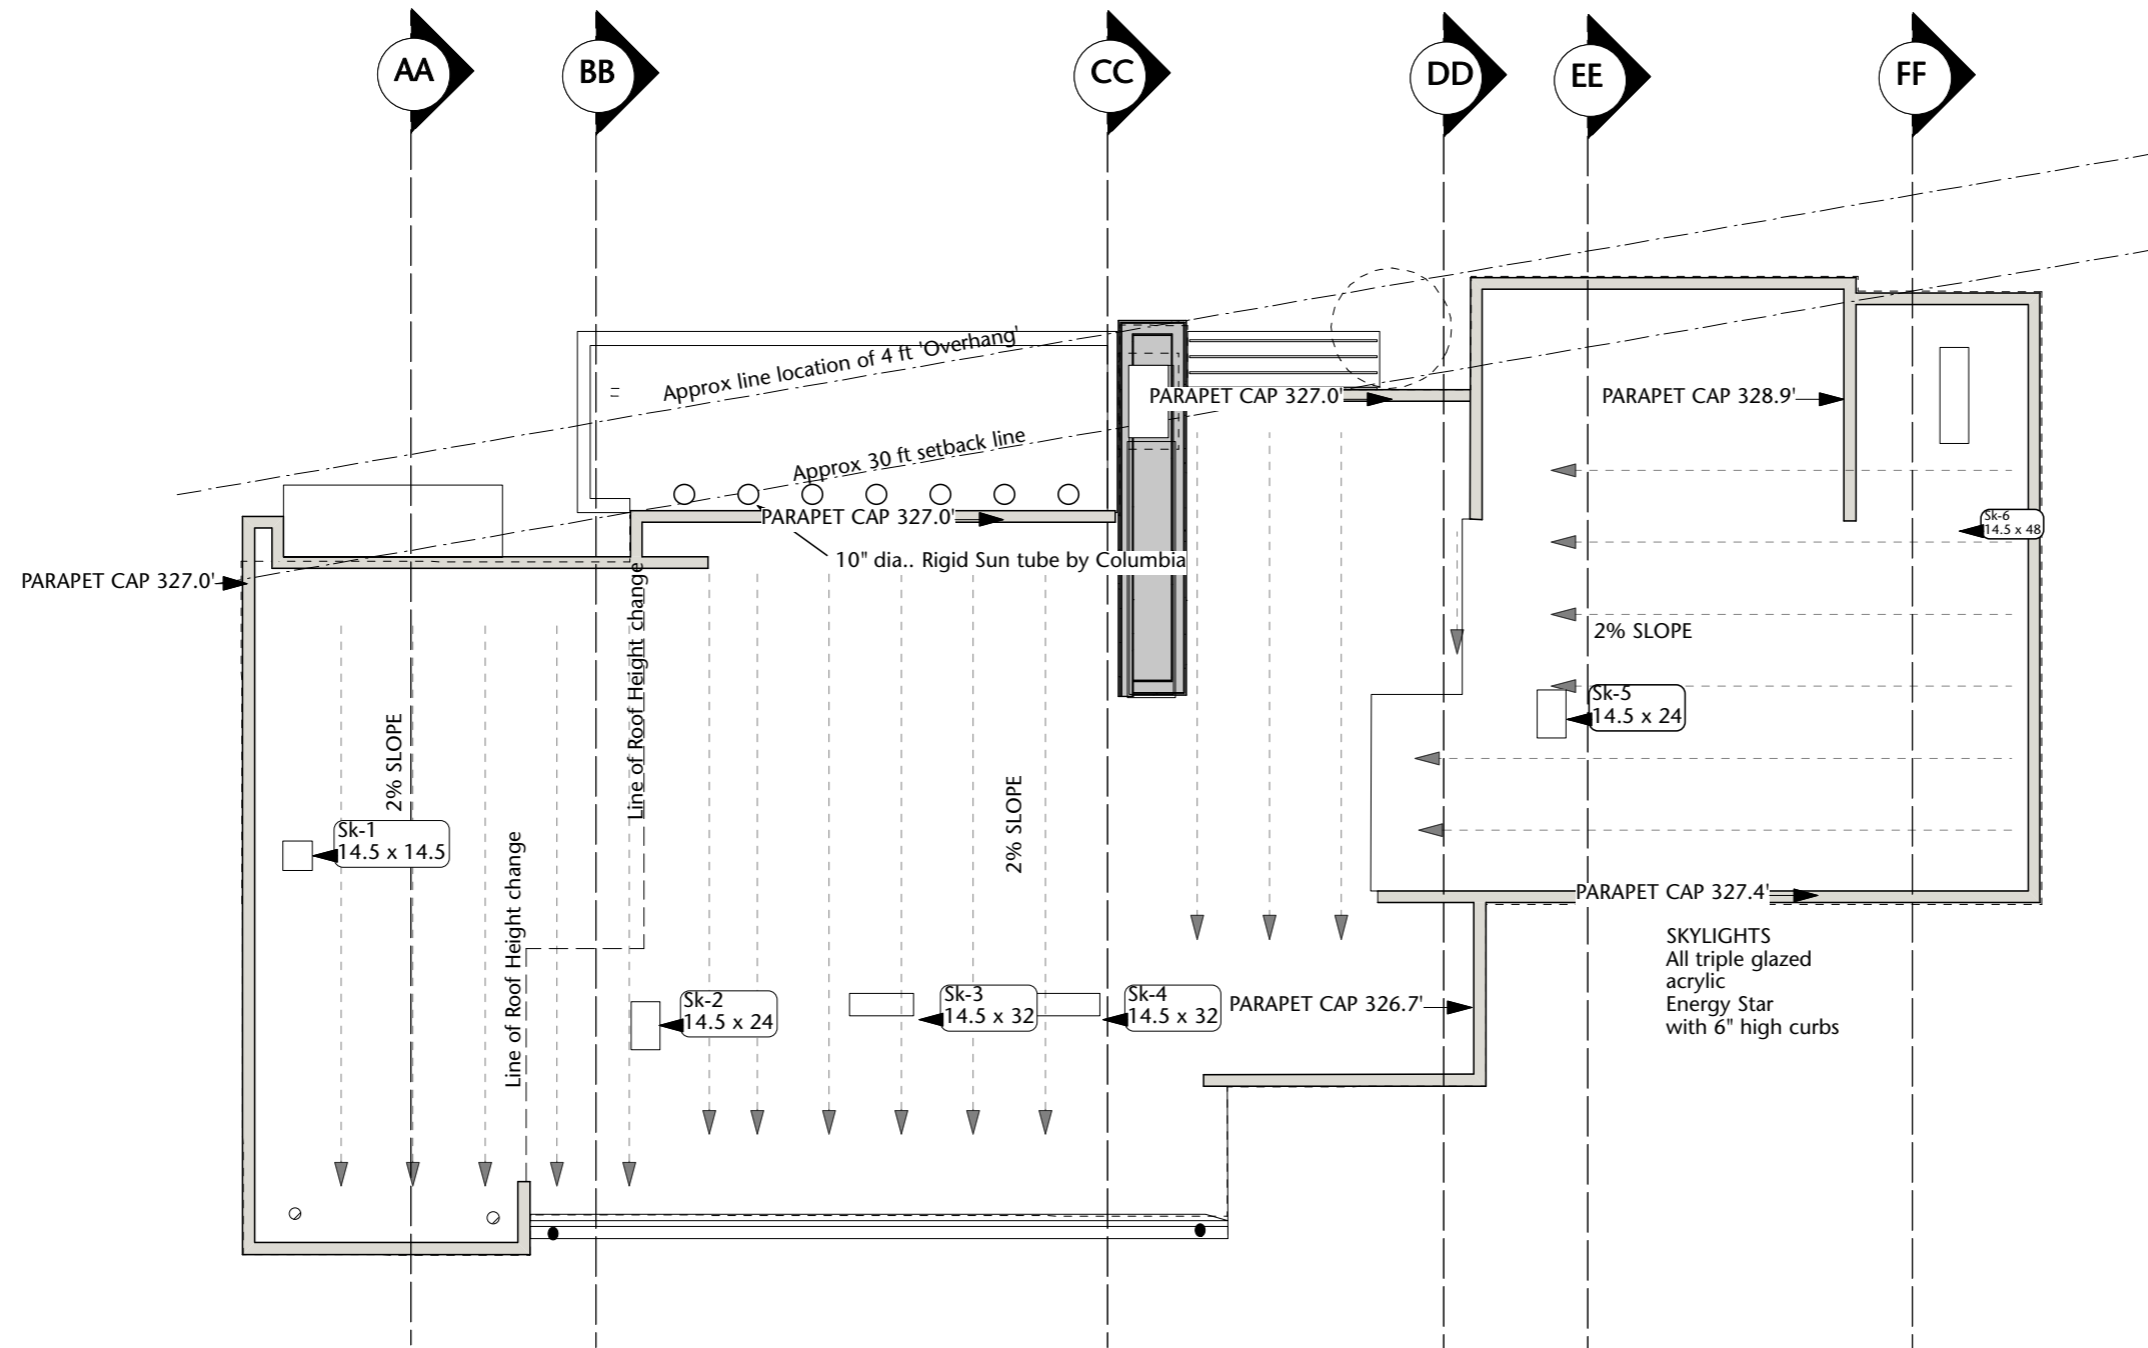 AA
BB
CC
DD
EE
FF
Approx line location of 4 ft 'Overhang'
PARAPET CAP 327.0'
PARAPET CAP 328.9'
Approx 30 ft setback line
PARAPET CAP 327.0'
10" dia.. Rigid Sun tube by Columbia
Sk-6
14.5 x 48
PARAPET CAP 327.0'
Line of Roof Height change
2% SLOPE
2% SLOPE
Sk-5
14.5 x 24
2% SLOPE
Sk-1
14.5 x 14.5
Line of Roof Height change
PARAPET CAP 327.4'
SKYLIGHTS
All triple glazed
acrylic
Energy Star
with 6" high curbs
Sk-2
14.5 x 24
Sk-3
14.5 x 32
Sk-4
14.5 x 32
PARAPET CAP 326.7'